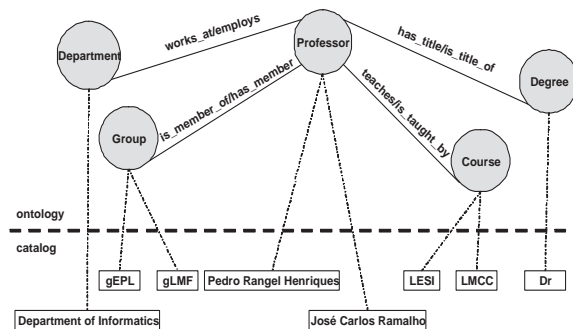 works_at/employs
has_title/is_title_of
Professor
Department
Degree
is_member_of/has_member
teaches/is_taught_by
Group
Course
ontology
catalog
gEPL
gLMF
Pedro Rangel Henriques
LESI
LMCC
Dr
Department of Informatics
José Carlos Ramalho